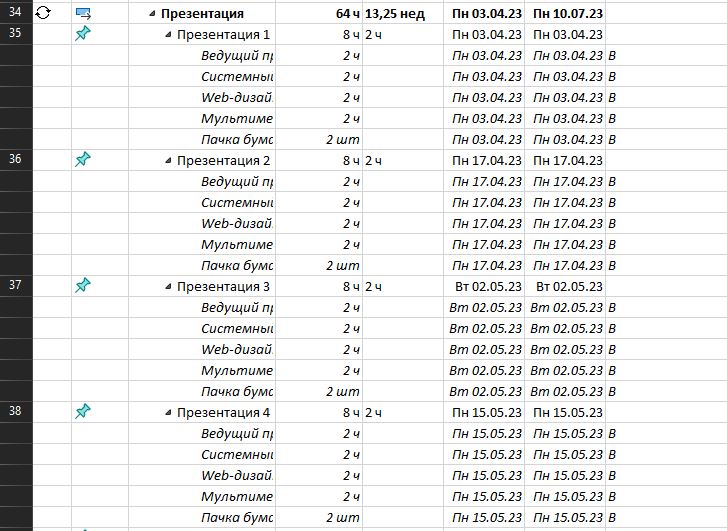 34 Презентация 64 ч 13,25 нед Пн 03.04.23 Пн 10.07.23
35 Презентация 1 8 ч 2 ч Пн 03.04.23 Пн 03.04.23
Ведущий пр 2 ч Пн 03.04.23 Пн 03.04.23 В
Системный 2 ч Пн 03.04.23 Пн 03.04.23 В
Web-дизай 2 ч Пн 03.04.23 Пн 03.04.23 В
Мультиме 2 ч Пн 03.04.23 Пн 03.04.23 В
Пачка бума 2 шт Пн 03.04.23 Пн 03.04.23 В
36 Презентация 2 8 ч 2 ч Пн 17.04.23 Пн 17.04.23
Ведущий пр 2 ч Пн 17.04.23 Пн 17.04.23 В
Системный 2 ч Пн 17.04.23 Пн 17.04.23 В
Web-дизай 2 ч Пн 17.04.23 Пн 17.04.23 В
Мультиме 2 ч Пн 17.04.23 Пн 17.04.23 В
Пачка бума 2 шт Пн 17.04.23 Пн 17.04.23 В
37 Презентация 3 8 ч 2 ч Вт 02.05.23 Вт 02.05.23
Ведущий пр 2 ч Вт 02.05.23 Вт 02.05.23 В
Системный 2 ч Вт 02.05.23 Вт 02.05.23 В
Web-дизай 2 ч Вт 02.05.23 Вт 02.05.23 В
Мультиме 2 ч Вт 02.05.23 Вт 02.05.23 В
Пачка бума 2 шт Вт 02.05.23 Вт 02.05.23 В
38 Презентация 4 8 ч 2 ч Пн 15.05.23 Пн 15.05.23
Ведущий пр 2 ч Пн 15.05.23 Пн 15.05.23 В
Системный 2 ч Пн 15.05.23 Пн 15.05.23 В
Web-дизай 2 ч Пн 15.05.23 Пн 15.05.23 В
Мультиме 2 ч Пн 15.05.23 Пн 15.05.23 В
Пачка бума 2 шт Пн 15.05.23 Пн 15.05.23 В